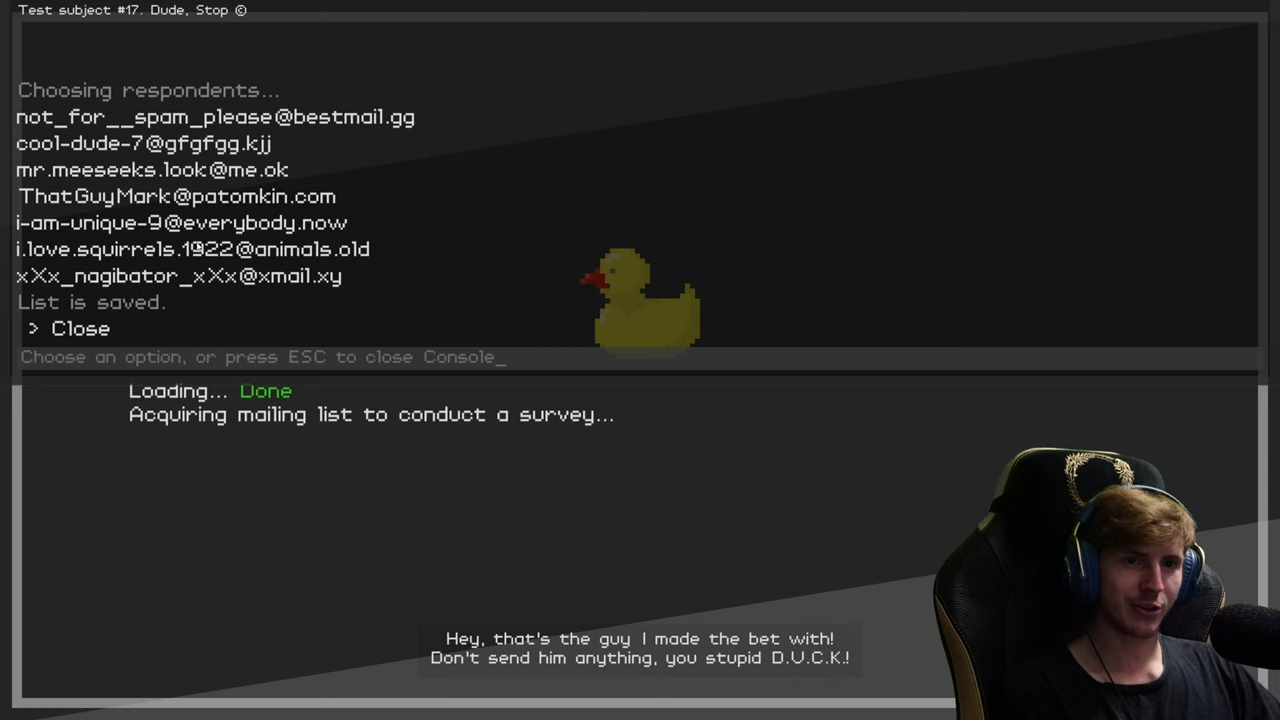 Test subject #17. Dude, Stop ©
Choosing respondents...
not_for__spam_please@bestmail.gg
cool-dude-7@gfgfgg.kjj
mr.meeseeks.look@me.ok
ThatGuyMark@patomkin.com
i-am-unique-9@everybody.now
i.love.squirrels.1922@animals.old
xXx_nagibator_xXx@xmail.xy
List is saved.
> Close
Choose an option, or press ESC to close Console_
Loading... Done
Acquiring mailing list to conduct a survey...
Hey, that's the guy I made the bet with!
Don't send him anything, you stupid D.U.C.K.!